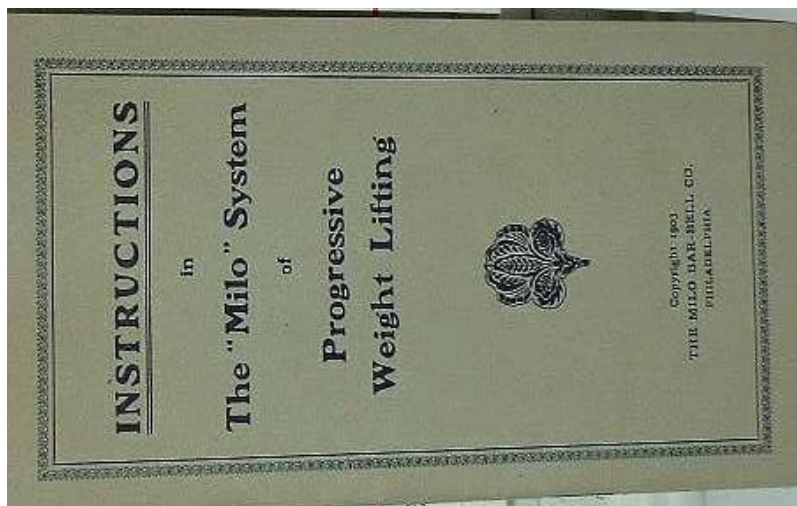 INSTRUCTIONS
in
The "Milo" System
of
Progressive
Weight Lifting
Copyright 1903
THE MILO BAR-BELL CO.
PHILADELPHIA